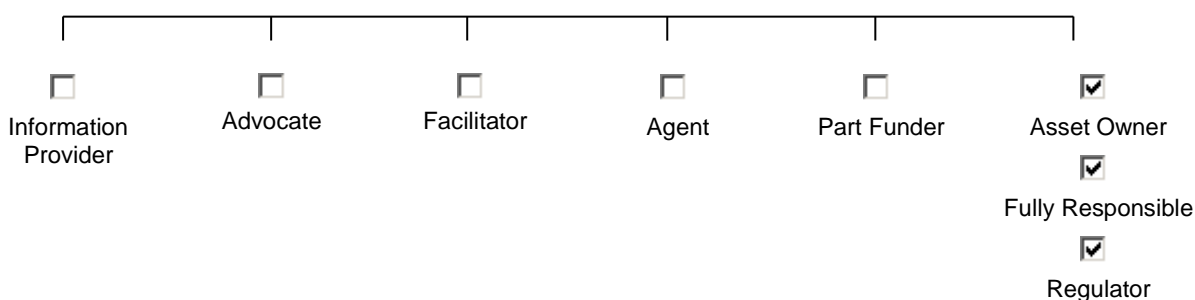 Information
Provider
Advocate
Facilitator
Agent
Part Funder
Asset Owner
Fully Responsible
Regulator